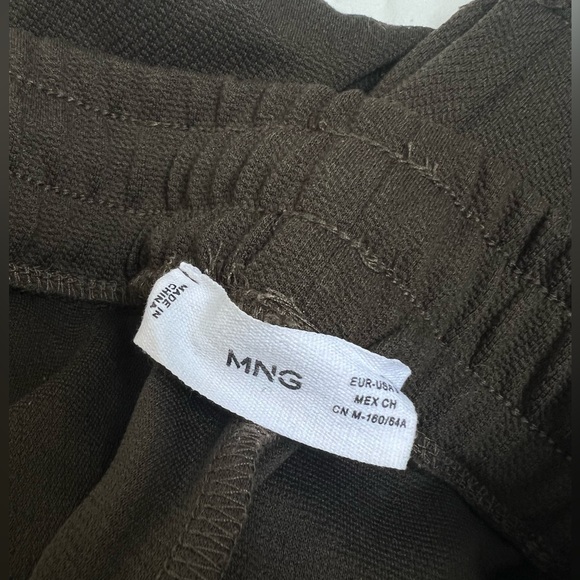 MADE IN
CHINA
MNG
EUR-USA
MEX CH
CN M-160/64A